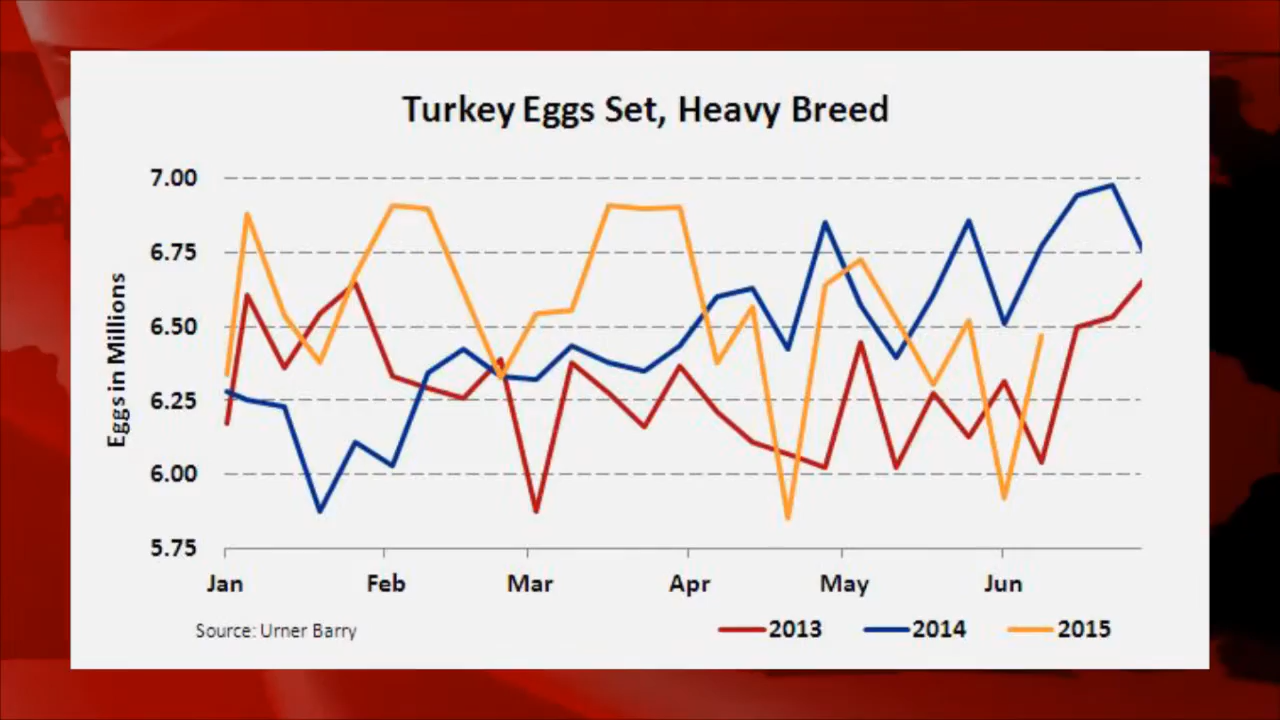 Turkey Eggs Set, Heavy Breed
Eggs in Millions
7.00
6.75
6.50
6.25
6.00
5.75
Jan Feb Mar Apr May Jun
Source: Urner Barry
2013 2014 2015